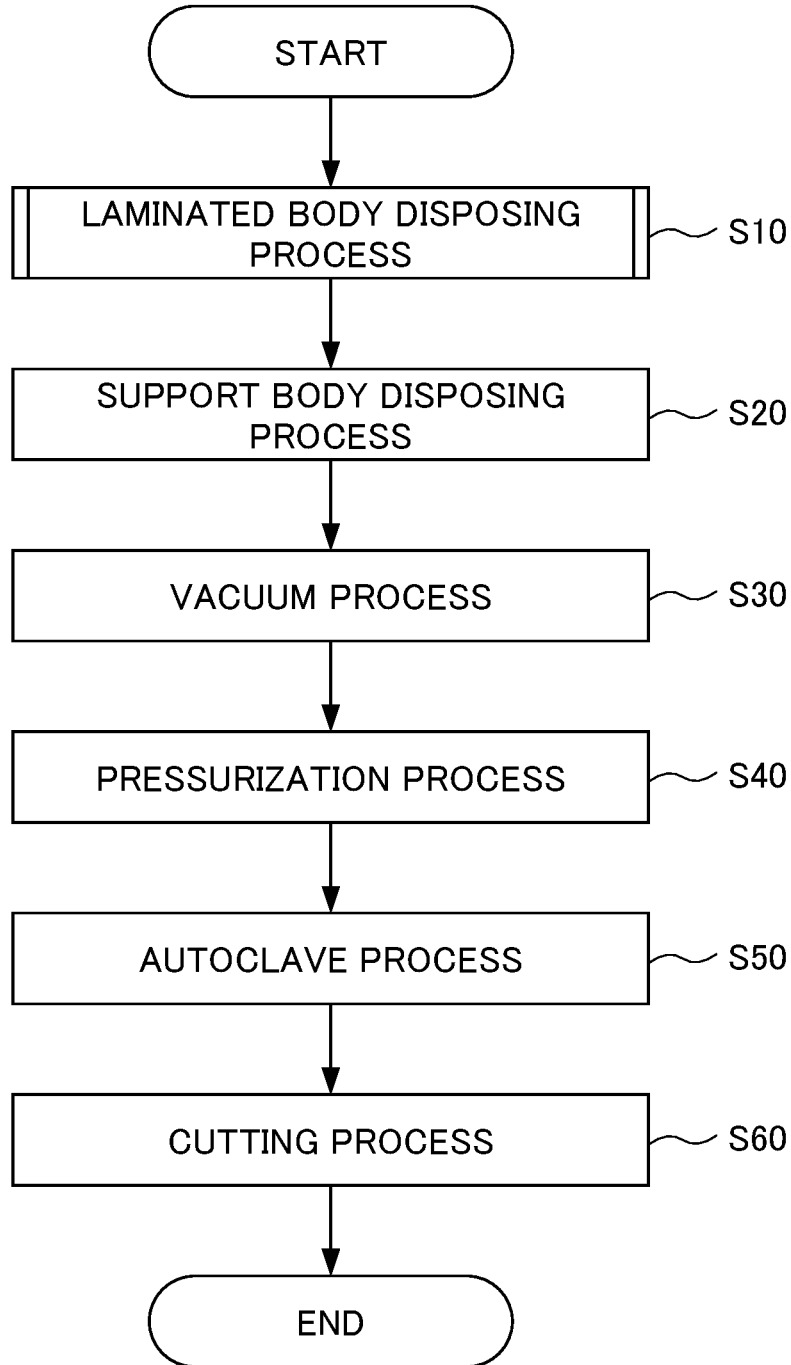 START
LAMINATED BODY DISPOSING
PROCESS
S10
SUPPORT BODY DISPOSING
PROCESS
S20
VACUUM PROCESS
S30
PRESSURIZATION PROCESS
S40
AUTOCLAVE PROCESS
S50
CUTTING PROCESS
S60
END